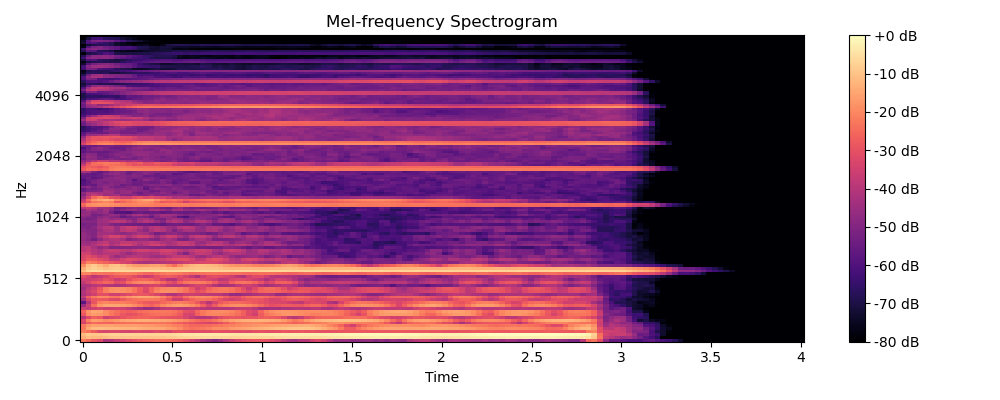 Mel-frequency Spectrogram
Hz
4096
2048
1024
512
0
0
0.5
1
1.5
2
2.5
3
3.5
4
Time
+0 dB
-10 dB
-20 dB
-30 dB
-40 dB
-50 dB
-60 dB
-70 dB
-80 dB